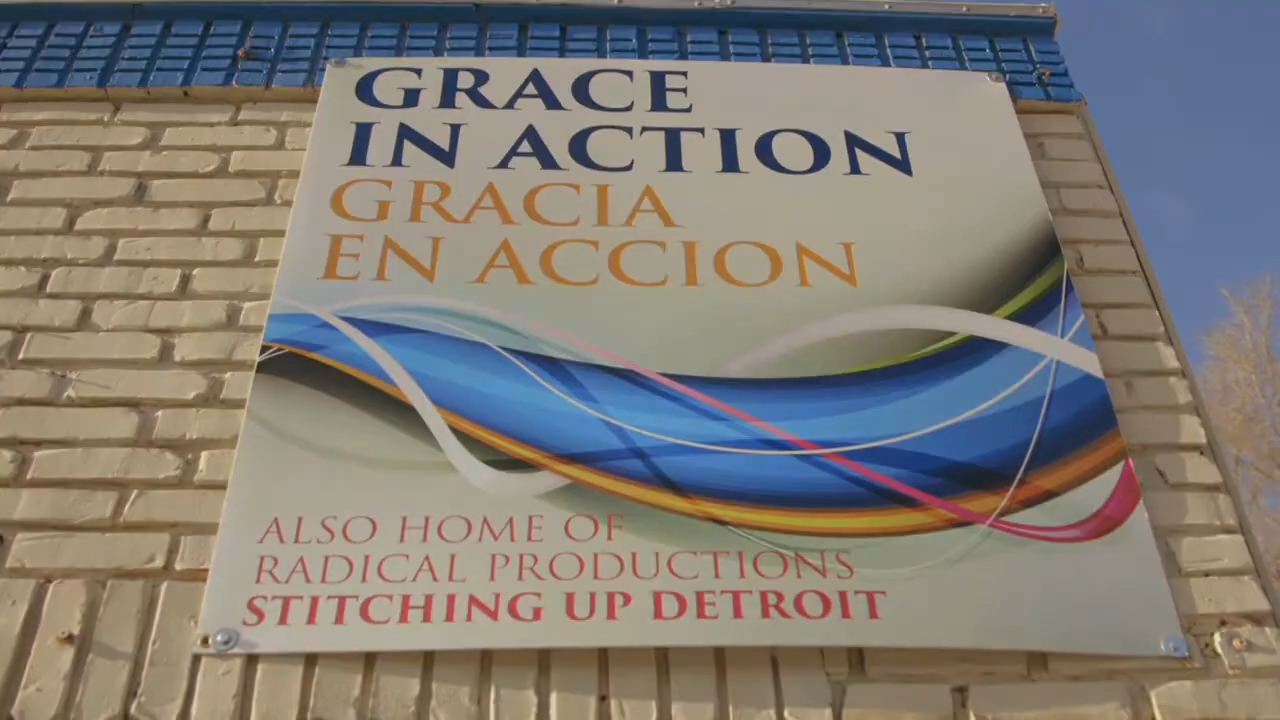 GRACE
IN ACTION
GRACIA
EN ACCION
ALSO HOME OF
RADICAL PRODUCTIONS
STITCHING UP DETROIT